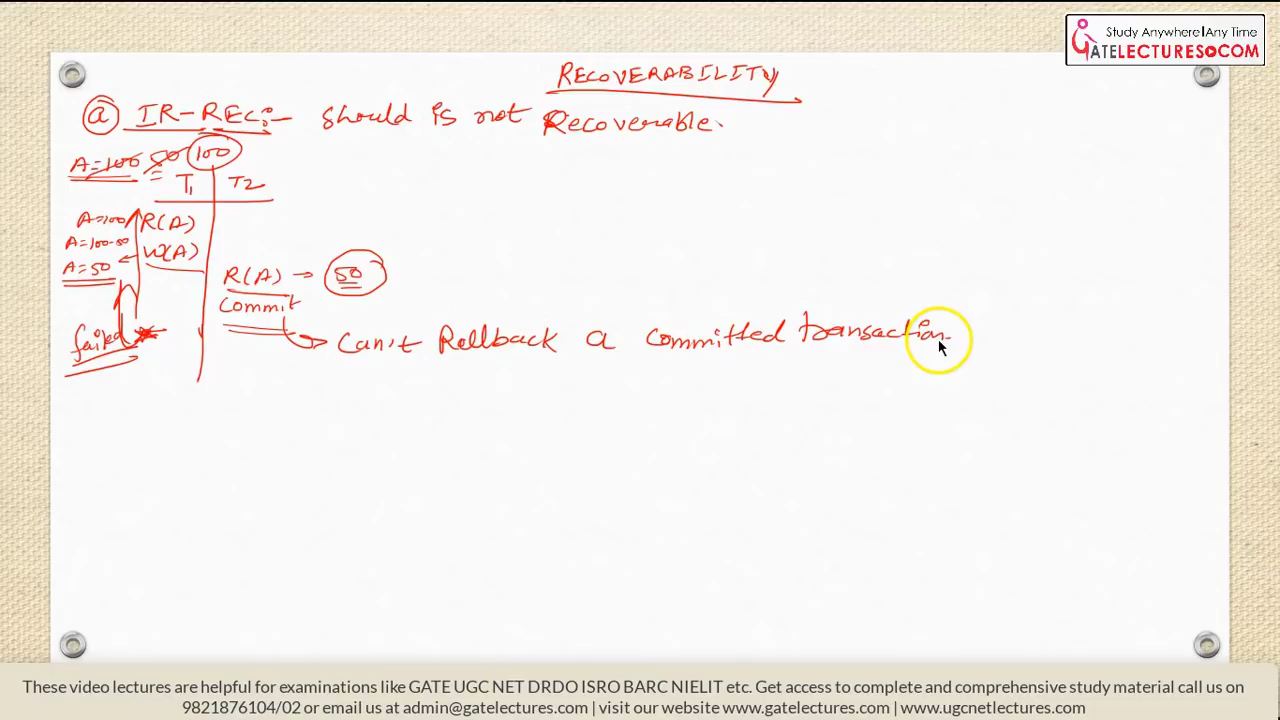 Study Anywhere|Any Time
GATELECTURES.COM
RECOVERABILITY
a IR-REC:- should is not Recoverable.
A=100 50 100
T1 T2
A=100 R(A)
A=100-50 W(A)
A=50
R(A) → 50
Commit
failed
Can't Rollback a committed transaction.
These video lectures are helpful for examinations like GATE UGC NET DRDO ISRO BARC NIELIT etc. Get access to complete and comprehensive study material call us on
9821876104/02 or email us at admin@gatelectures.com | visit our website www.gatelectures.com | www.ugcnetlectures.com